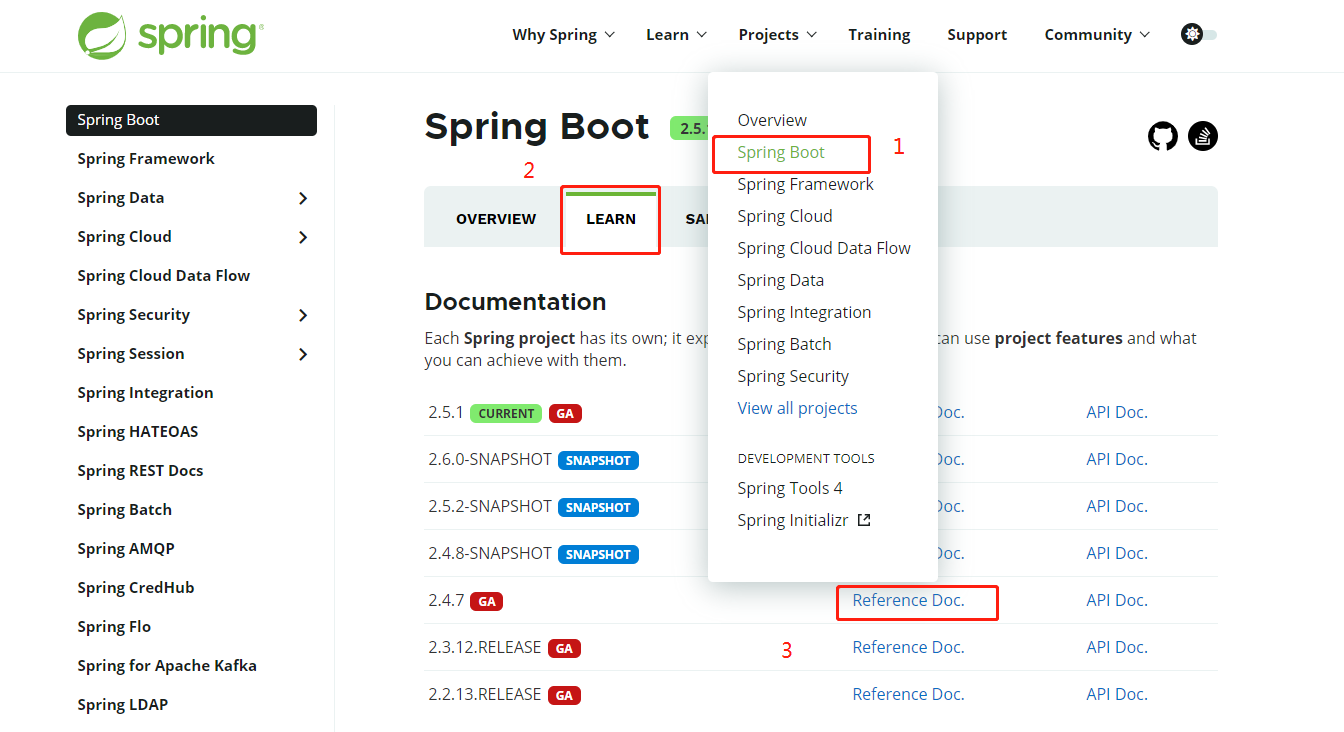 spring
Why Spring
Learn
Projects
Training
Support
Community
Spring Boot
Spring Framework
Spring Data
Spring Cloud
Spring Cloud Data Flow
Spring Security
Spring Session
Spring Integration
Spring HATEOAS
Spring REST Docs
Spring Batch
Spring AMQP
Spring CredHub
Spring Flo
Spring for Apache Kafka
Spring LDAP
Spring Boot 2.5.
Overview
Spring Boot 1
Spring Framework
Spring Cloud
Spring Cloud Data Flow
Spring Data
Spring Integration
Spring Batch
Spring Security
View all projects
DEVELOPMENT TOOLS
Spring Tools 4
Spring Initializr
2
OVERVIEW LEARN SA
Documentation
Each Spring project has its own; it exp can use project features and what
you can achieve with them.
2.5.1 CURRENT GA Doc. API Doc.
2.6.0-SNAPSHOT SNAPSHOT Doc. API Doc.
2.5.2-SNAPSHOT SNAPSHOT Doc. API Doc.
2.4.8-SNAPSHOT SNAPSHOT Doc. API Doc.
2.4.7 GA Reference Doc. API Doc.
2.3.12.RELEASE GA Reference Doc. API Doc.
3
2.2.13.RELEASE GA Reference Doc. API Doc.